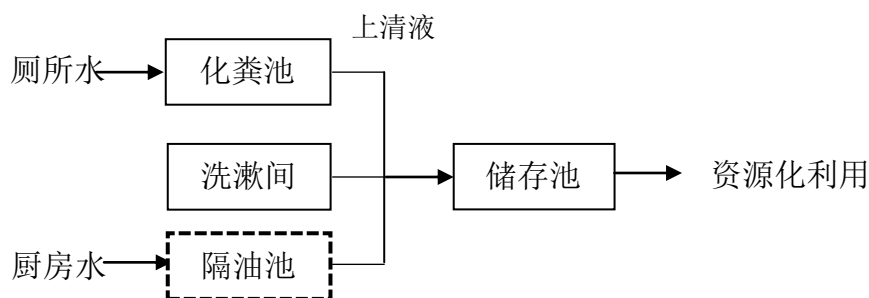 上清液
厕所水
化粪池
洗漱间
储存池
资源化利用
厨房水
隔油池